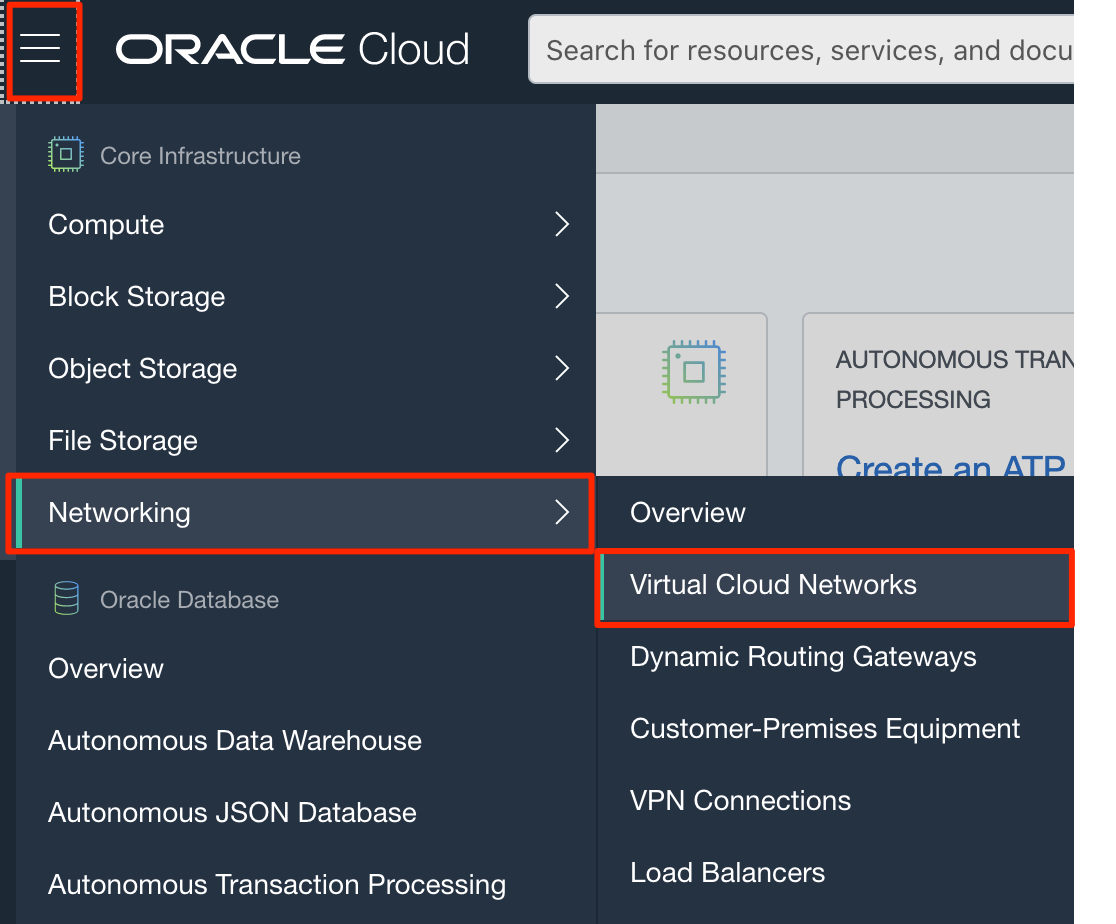 ORACLE Cloud
Search for resources, services, and docu
Core Infrastructure
Compute
Block Storage
Object Storage
File Storage
Networking
Oracle Database
Overview
Autonomous Data Warehouse
Autonomous JSON Database
Autonomous Transaction Processing
AUTONOMOUS TRAN
PROCESSING
Create an ATP
Overview
Virtual Cloud Networks
Dynamic Routing Gateways
Customer-Premises Equipment
VPN Connections
Load Balancers